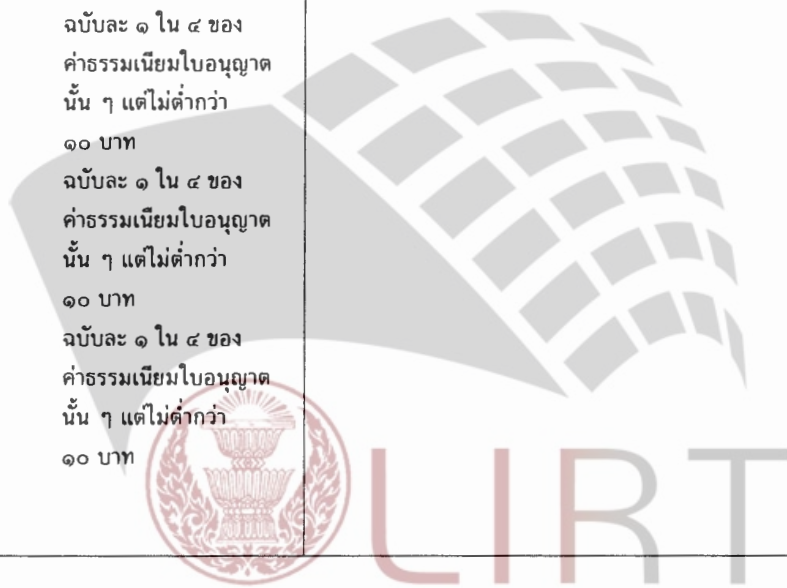 ฉบับละ ๑ ใน ๔ ของ
ค่าธรรมเนียมใบอนุญาต
นั้น ๆ แต่ไม่ต่ำกว่า
๑๐ บาท
ฉบับละ ๑ ใน ๔ ของ
ค่าธรรมเนียมใบอนุญาต
นั้น ๆ แต่ไม่ต่ำกว่า
๑๐ บาท
ฉบับละ ๑ ใน ๔ ของ
ค่าธรรมเนียมใบอนุญาต
นั้น ๆ แต่ไม่ต่ำกว่า
๑๐ บาท
LIRT